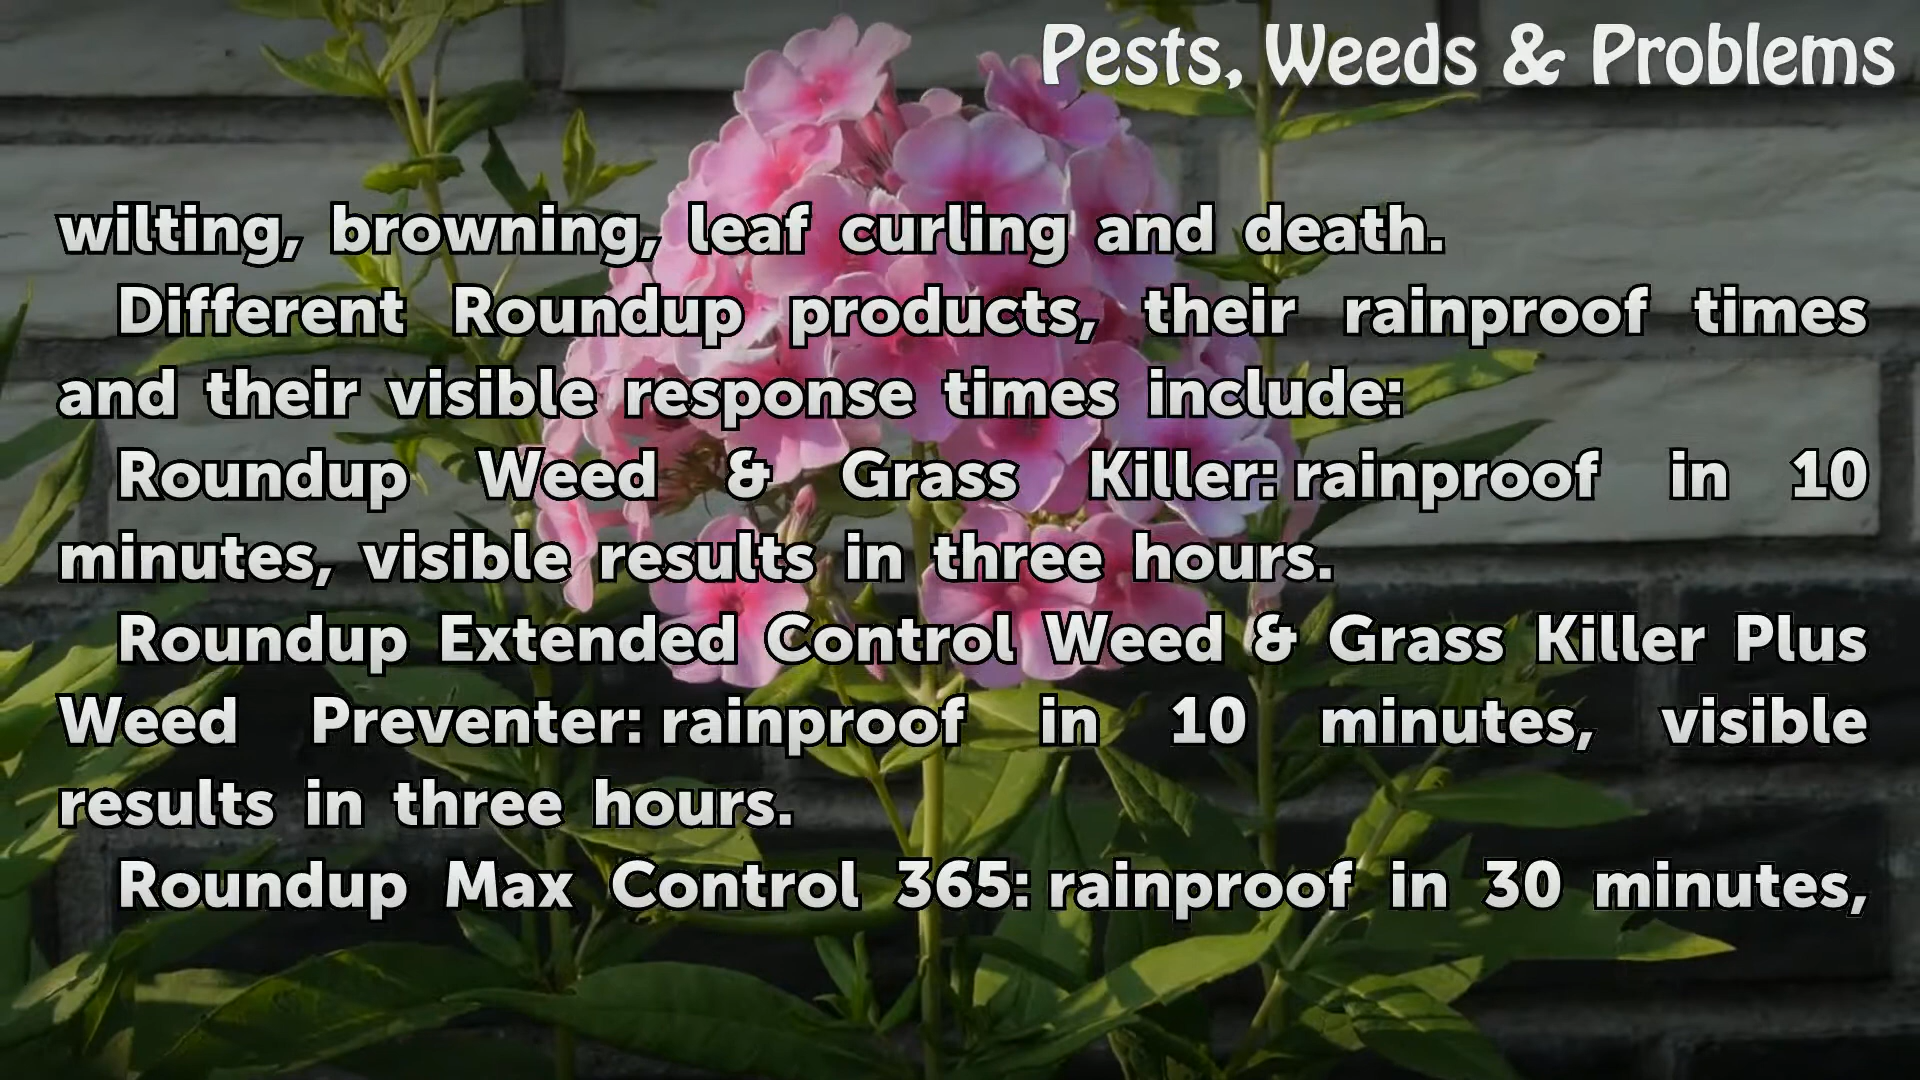 Pests, Weeds & Problems
wilting, browning, leaf curling and death.
Different Roundup products, their rainproof times
and their visible response times include:
Roundup Weed & Grass Killer: rainproof in 10
minutes, visible results in three hours.
Roundup Extended Control Weed & Grass Killer Plus
Weed Preventer: rainproof in 10 minutes, visible
results in three hours.
Roundup Max Control 365: rainproof in 30 minutes,